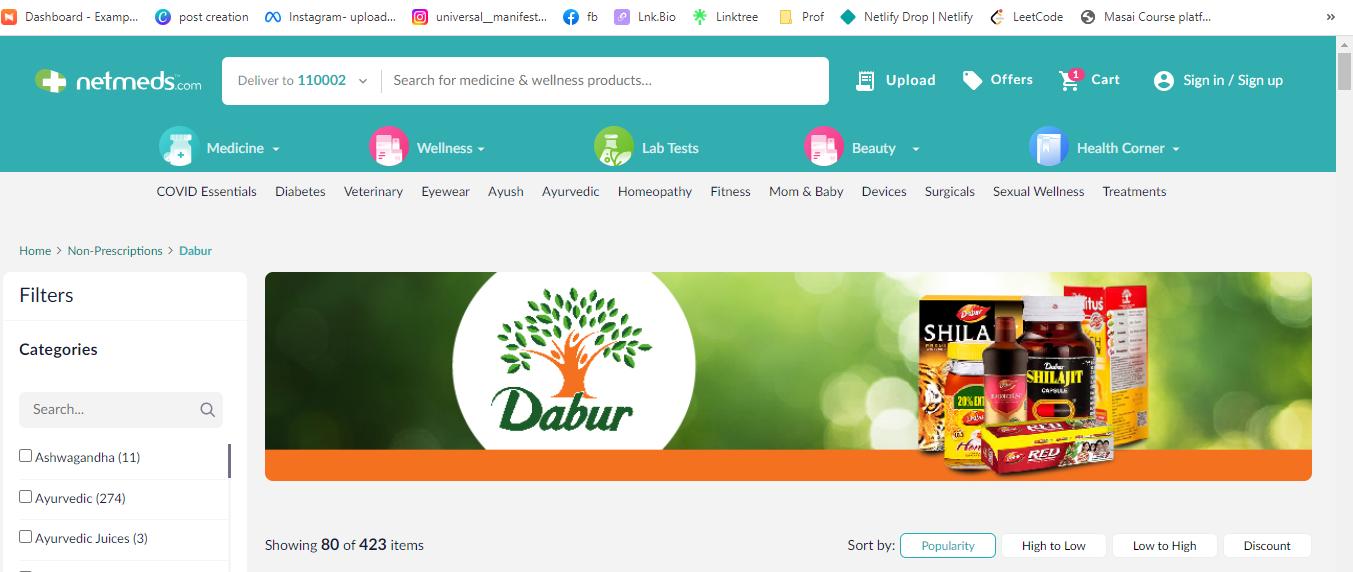 Dashboard - Examp... post creation Instagram- upload... universal__manifest... fb Lnk.Bio Linktree Prof Netlify Drop | Netlify LeetCode Masai Course platf... »
netmeds.com Deliver to 110002 Search for medicine & wellness products... Upload Offers 1 Cart Sign in / Sign up
Medicine Wellness Lab Tests Beauty Health Corner
COVID Essentials Diabetes Veterinary Eyewear Ayush Ayurvedic Homeopathy Fitness Mom & Baby Devices Surgicals Sexual Wellness Treatments
Home > Non-Prescriptions > Dabur
Filters
Categories
Search...
Ashwagandha (11)
Ayurvedic (274)
Ayurvedic Juices (3)
Dabur
Dabur
SHILA
20%
Dabur
SHILAJIT
CAPSULE
itus
RED
Showing 80 of 423 items
Sort by: Popularity High to Low Low to High Discount